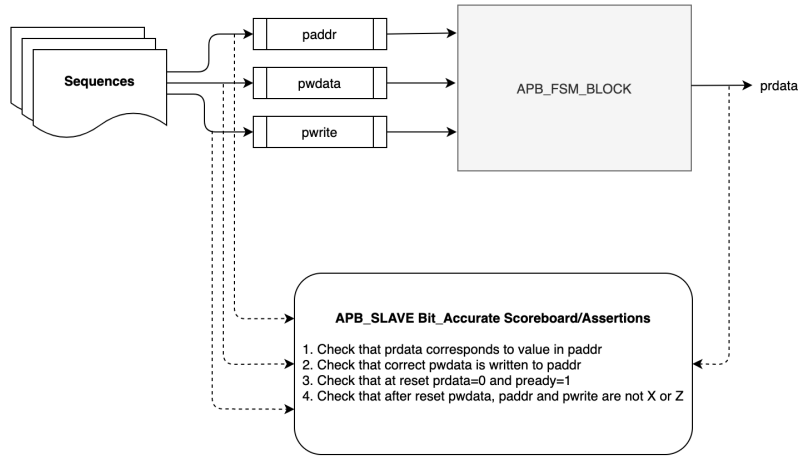 Sequences
paddr
pwdata
pwrite
APB_FSM_BLOCK
prdata
APB_SLAVE Bit_Accurate Scoreboard/Assertions
1. Check that prdata corresponds to value in paddr
2. Check that correct pwdata is written to paddr
3. Check that at reset prdata=0 and pready=1
4. Check that after reset pwdata, paddr and pwrite are not X or Z